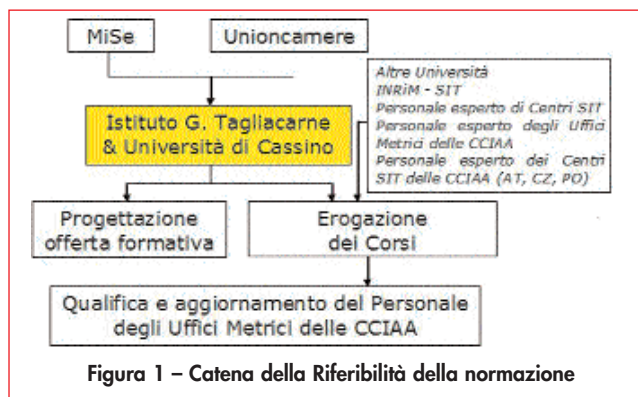 MiSe
Unioncamere
Altre Università
INRiM - SIT
Personale esperto di Centri SIT
Personale esperto degli Uffici
Metrici delle CCIAA
Personale esperto dei Centri
SIT delle CCIAA (AT, CZ, PO)
Istituto G. Tagliacarne
& Università di Cassino
Progettazione
offerta formativa
Erogazione
dei Corsi
Qualifica e aggiornamento del Personale
degli Uffici Metrici delle CCIAA
Figura 1 – Catena della Riferibilità della normazione